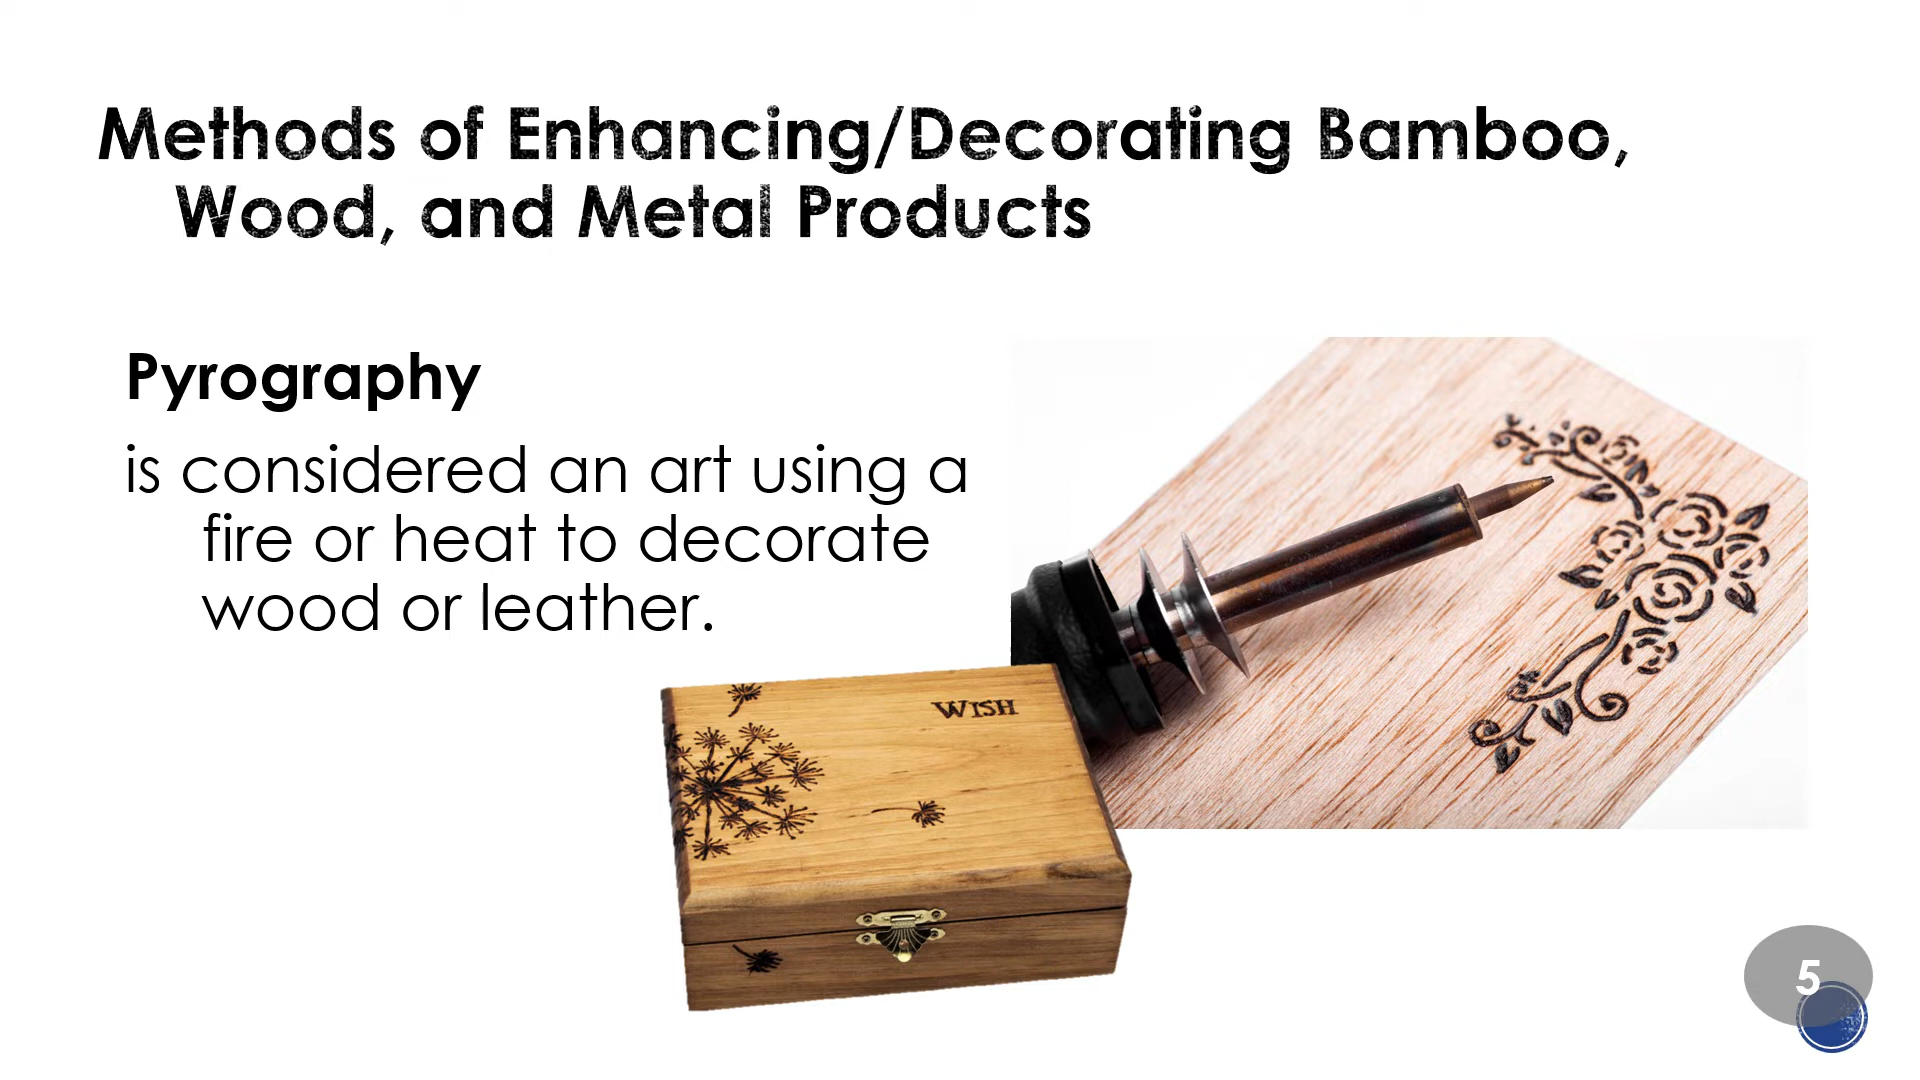 Methods of Enhancing/Decorating Bamboo,
Wood, and Metal Products
Pyrography
is considered an art using a
fire or heat to decorate
wood or leather.
WISH
5